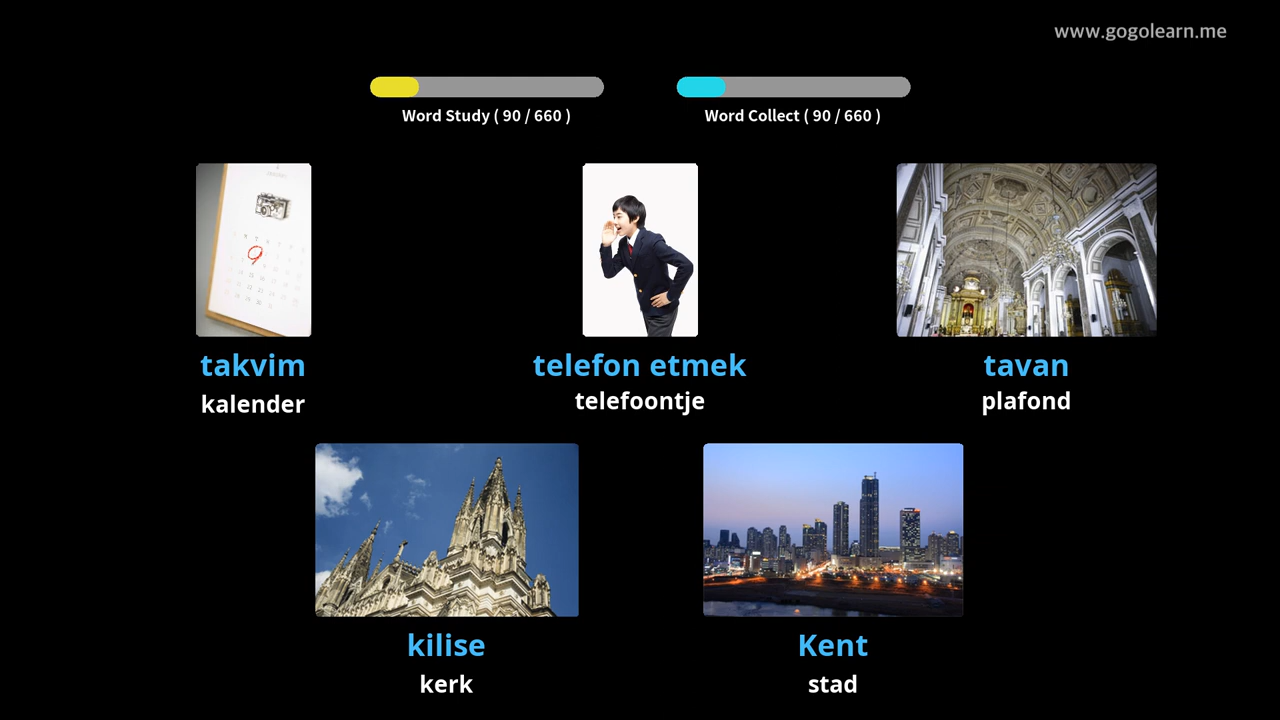 www.gogolearn.me
Word Study ( 90 / 660 )
Word Collect ( 90 / 660 )
takvim
kalender
telefon etmek
telefoontje
tavan
plafond
kilise
kerk
Kent
stad